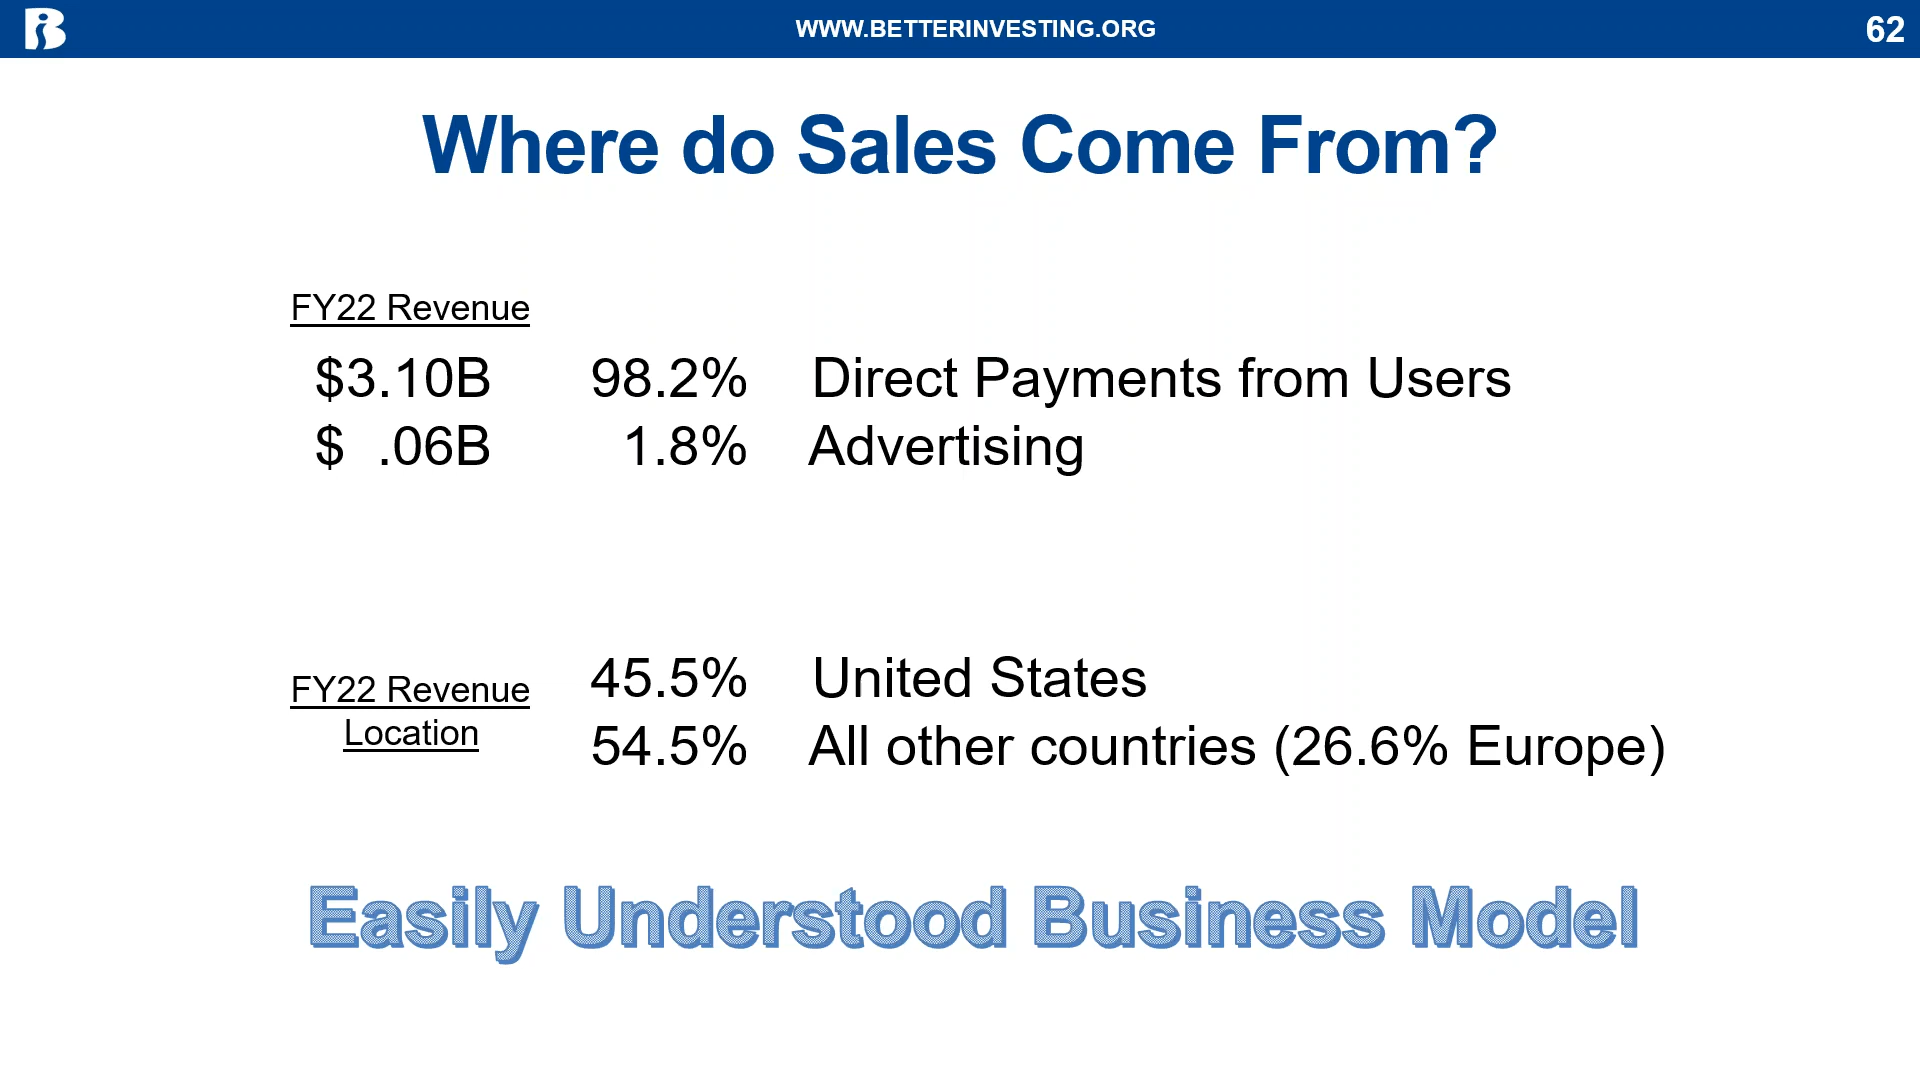 WWW.BETTERINVESTING.ORG
62
Where do Sales Come From?
FY22 Revenue
$3.10B 98.2% Direct Payments from Users
$ .06B 1.8% Advertising
FY22 Revenue
Location
45.5% United States
54.5% All other countries (26.6% Europe)
Easily Understood Business Model